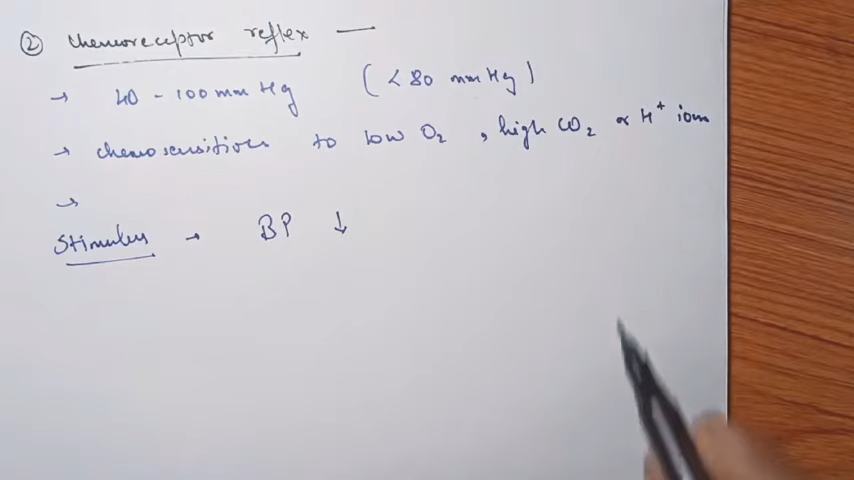 ② chemoreceptor reflex —
→ 40 - 100 mm Hg (< 80 mm Hg)
→ chemosensitives to low O₂, high CO₂ or H⁺ ions
→
Stimulus → BP ↓